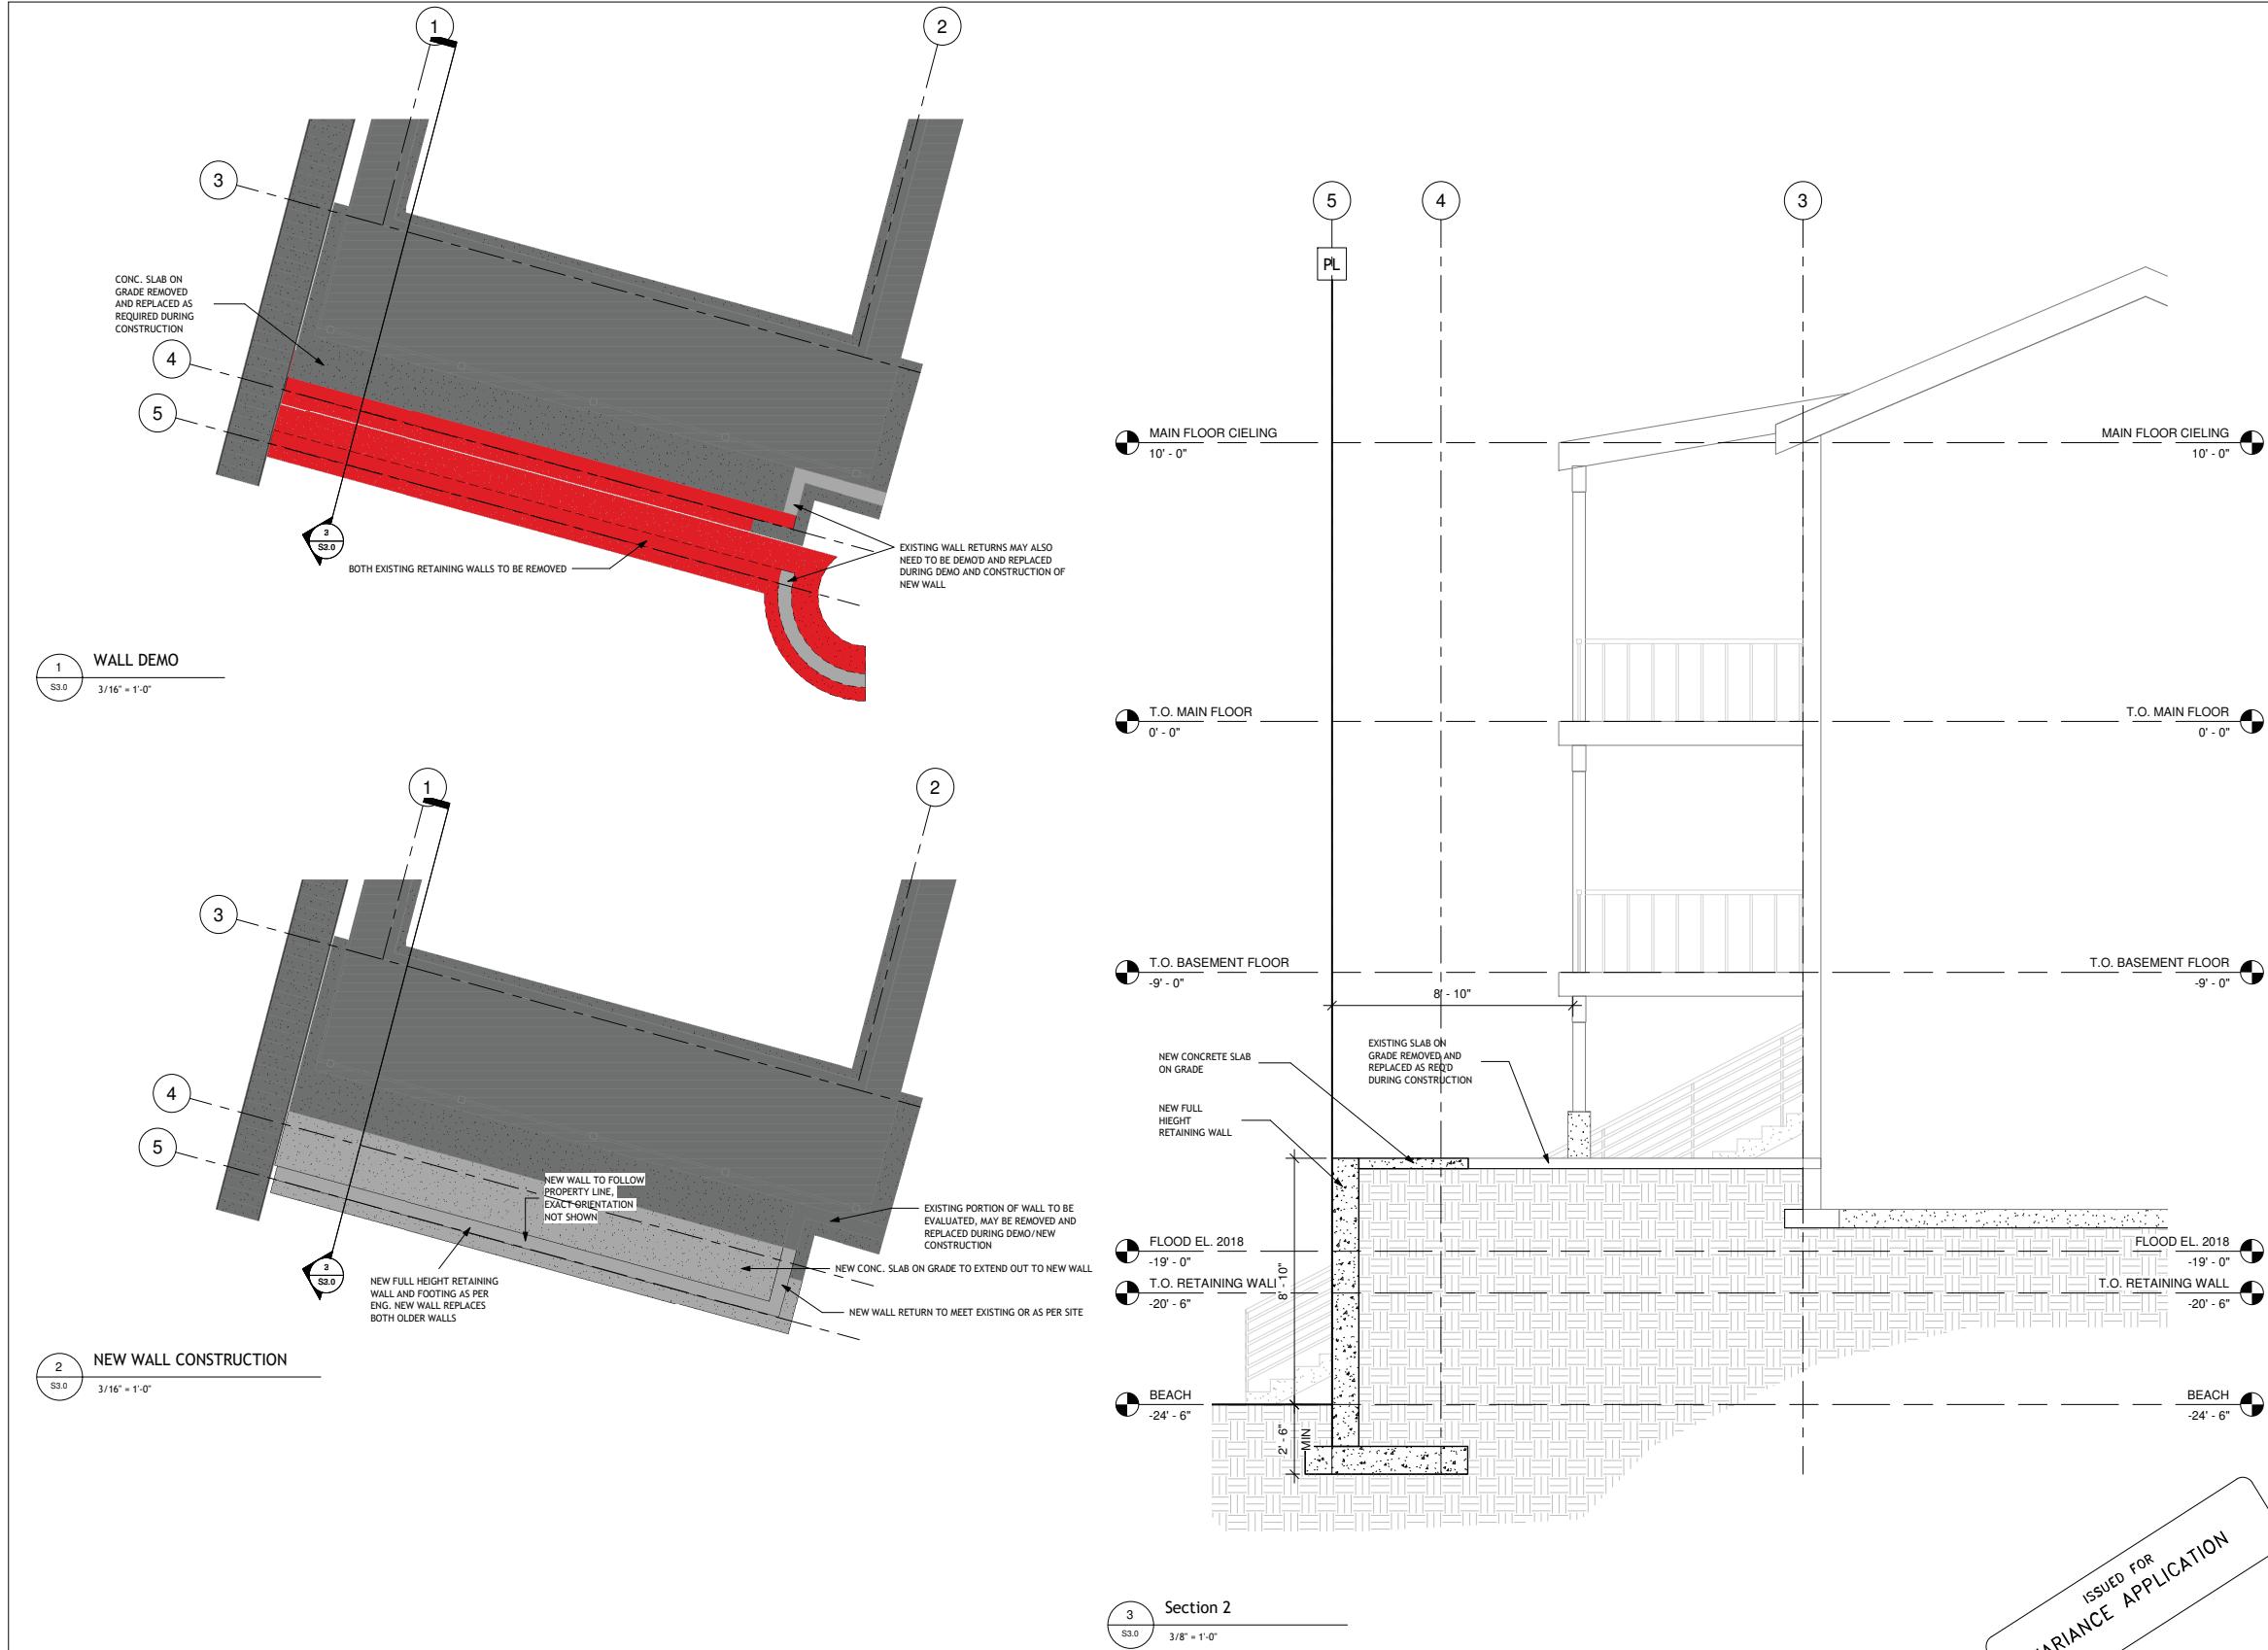 1
2
3
CONC. SLAB ON
GRADE REMOVED
AND REPLACED AS
REQUIRED DURING
CONSTRUCTION
4
5
3
S3.0
BOTH EXISTING RETAINING WALLS TO BE REMOVED
EXISTING WALL RETURNS MAY ALSO
NEED TO BE DEMO'D AND REPLACED
DURING DEMO AND CONSTRUCTION OF
NEW WALL
1
S3.0
WALL DEMO
3/16" = 1'-0"
1
2
3
4
5
NEW WALL TO FOLLOW
PROPERTY LINE,
EXACT ORIENTATION
NOT SHOWN
EXISTING PORTION OF WALL TO BE
EVALUATED, MAY BE REMOVED AND
REPLACED DURING DEMO/NEW
CONSTRUCTION
NEW CONC. SLAB ON GRADE TO EXTEND OUT TO NEW WALL
3
S3.0
NEW FULL HEIGHT RETAINING
WALL AND FOOTING AS PER
ENG. NEW WALL REPLACES
BOTH OLDER WALLS
NEW WALL RETURN TO MEET EXISTING OR AS PER SITE
2
S3.0
NEW WALL CONSTRUCTION
3/16" = 1'-0"
5
4
3
PL
MAIN FLOOR CIELING
10' - 0"
MAIN FLOOR CIELING
10' - 0"
T.O. MAIN FLOOR
0' - 0"
T.O. MAIN FLOOR
0' - 0"
T.O. BASEMENT FLOOR
-9' - 0"
T.O. BASEMENT FLOOR
-9' - 0"
8' - 10"
NEW CONCRETE SLAB
ON GRADE
EXISTING SLAB ON
GRADE REMOVED AND
REPLACED AS REQ'D
DURING CONSTRUCTION
NEW FULL
HIEGHT
RETAINING WALL
FLOOD EL. 2018
-19' - 0"
FLOOD EL. 2018
-19' - 0"
8' - 10"
T.O. RETAINING WALL
-20' - 6"
T.O. RETAINING WALL
-20' - 6"
BEACH
-24' - 6"
BEACH
-24' - 6"
2' - 6"
MIN
3
S3.0
Section 2
3/8" = 1'-0"
ISSUED FOR
VARIANCE APPLICATION